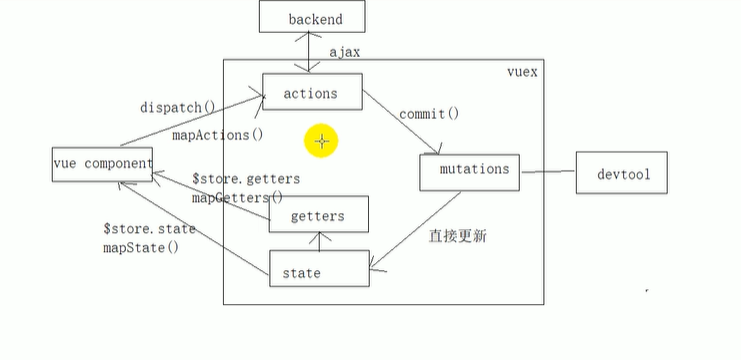 backend
ajax
vuex
actions
dispatch()
commit()
mapActions()
vue component
mutations
devtool
$store.getters
mapGetters()
getters
$store.state
mapState()
直接更新
state